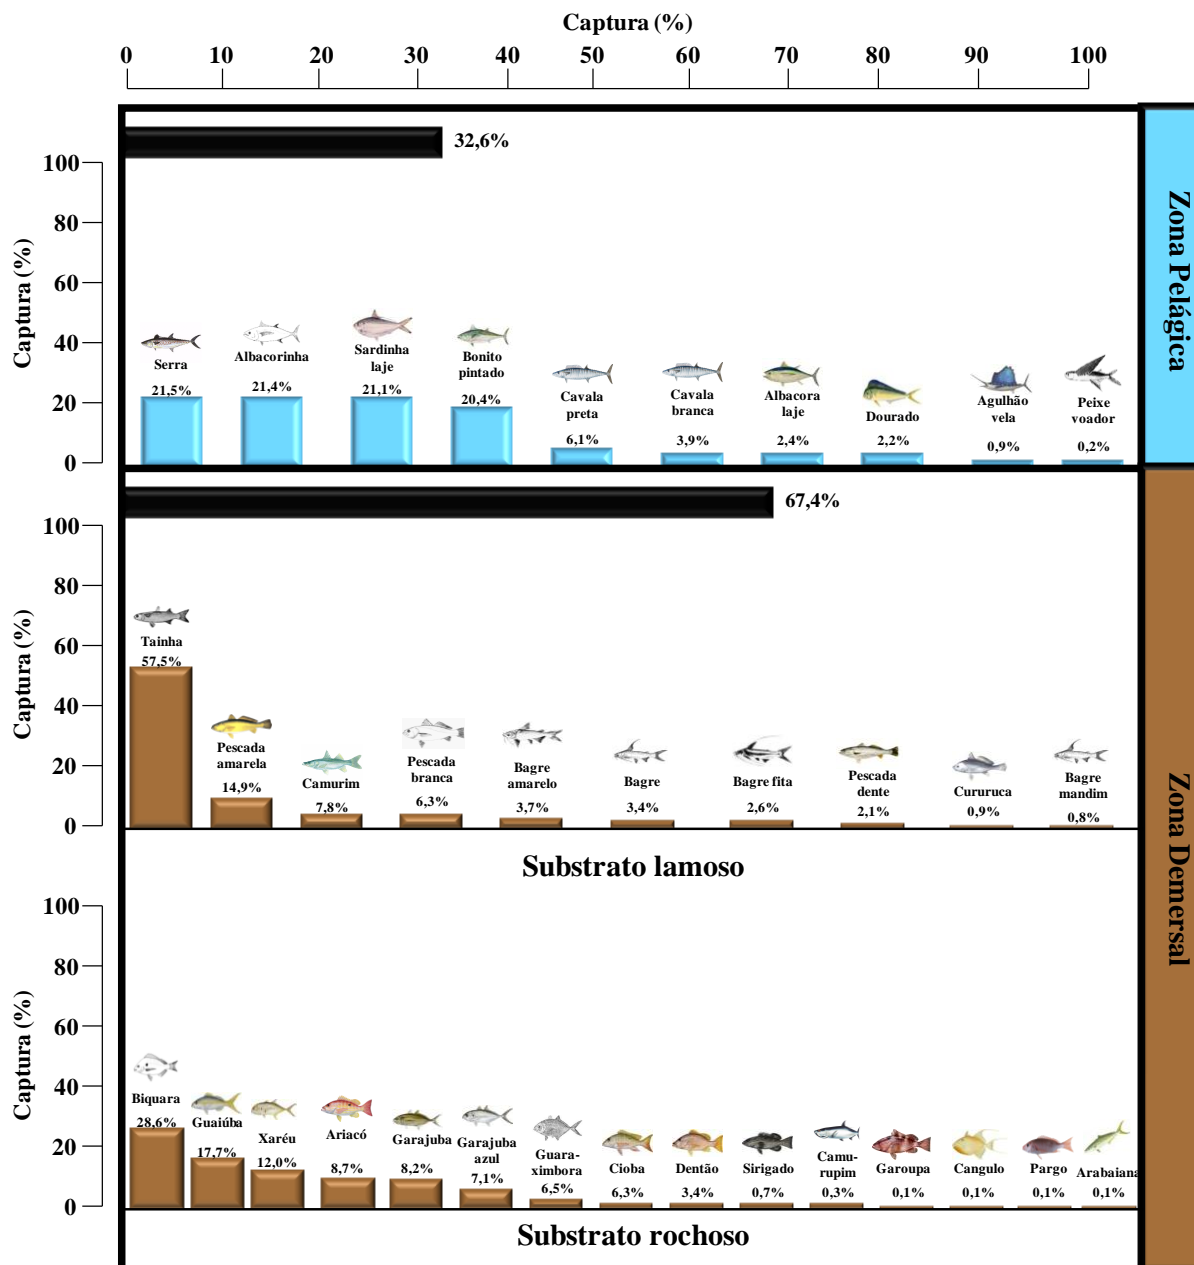 Captura (%)
0 10 20 30 40 50 60 70 80 90 100
32,6%
Captura (%)
100
80
60
40
20
0
Serra
21,5%
Albacorinha
21,4%
Sardinha
laje
21,1%
Bonito
pintado
20,4%
Cavala
preta
6,1%
Cavala
branca
3,9%
Albacora
laje
2,4%
Dourado
2,2%
Agulhão
vela
0,9%
Peixe
voador
0,2%
Zona Pelágica
67,4%
Captura (%)
100
80
60
40
20
0
Tainha
57,5%
Pescada
amarela
14,9%
Camurim
7,8%
Pescada
branca
6,3%
Bagre
amarelo
3,7%
Bagre
3,4%
Bagre fita
2,6%
Pescada
dente
2,1%
Cururuca
0,9%
Bagre
mandim
0,8%
Substrato lamoso
Zona Demersal
Captura (%)
100
80
60
40
20
0
Biquara
28,6%
Guaiúba
17,7%
Xaréu
12,0%
Ariacó
8,7%
Garajuba
8,2%
Garajuba
azul
7,1%
Guara-
ximbora
6,5%
Cioba
6,3%
Dentão
3,4%
Sirigado
0,7%
Camu-
rupim
0,3%
Garoupa
0,1%
Cangulo
0,1%
Pargo
0,1%
Arabaiana
0,1%
Substrato rochoso